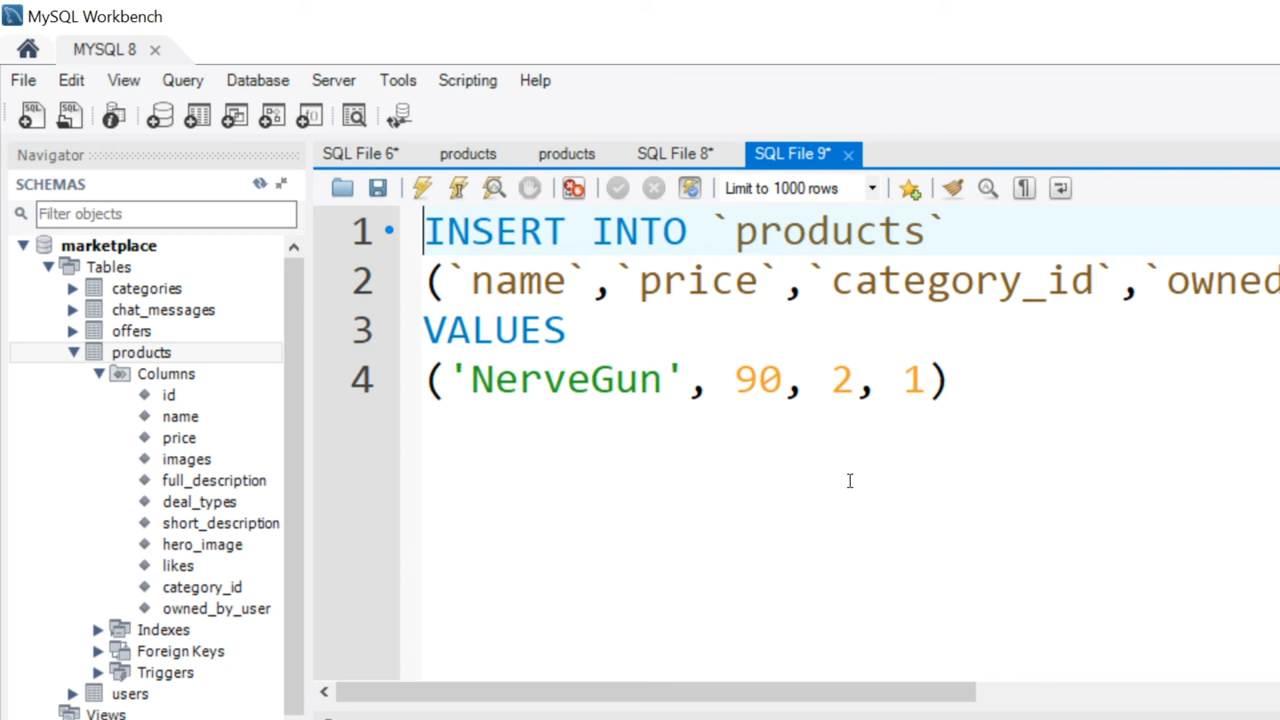 MySQL Workbench
MYSQL 8
File Edit View Query Database Server Tools Scripting Help
Navigator
SCHEMAS
Filter objects
marketplace
Tables
categories
chat_messages
offers
products
Columns
id
name
price
images
full_description
deal_types
short_description
hero_image
likes
category_id
owned_by_user
Indexes
Foreign Keys
Triggers
users
Views
SQL File 6* products products SQL File 8* SQL File 9*
Limit to 1000 rows
1 INSERT INTO `products`
2 (`name`,`price`,`category_id`,`owned
3 VALUES
4 ('NerveGun', 90, 2, 1)